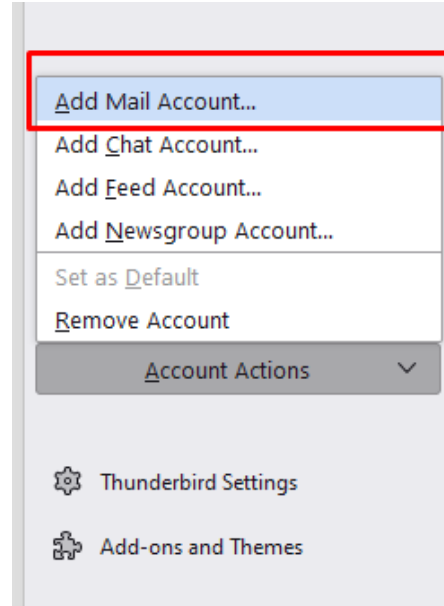 Add Mail Account...
Add Chat Account...
Add Feed Account...
Add Newsgroup Account...
Set as Default
Remove Account
Account Actions
Thunderbird Settings
Add-ons and Themes